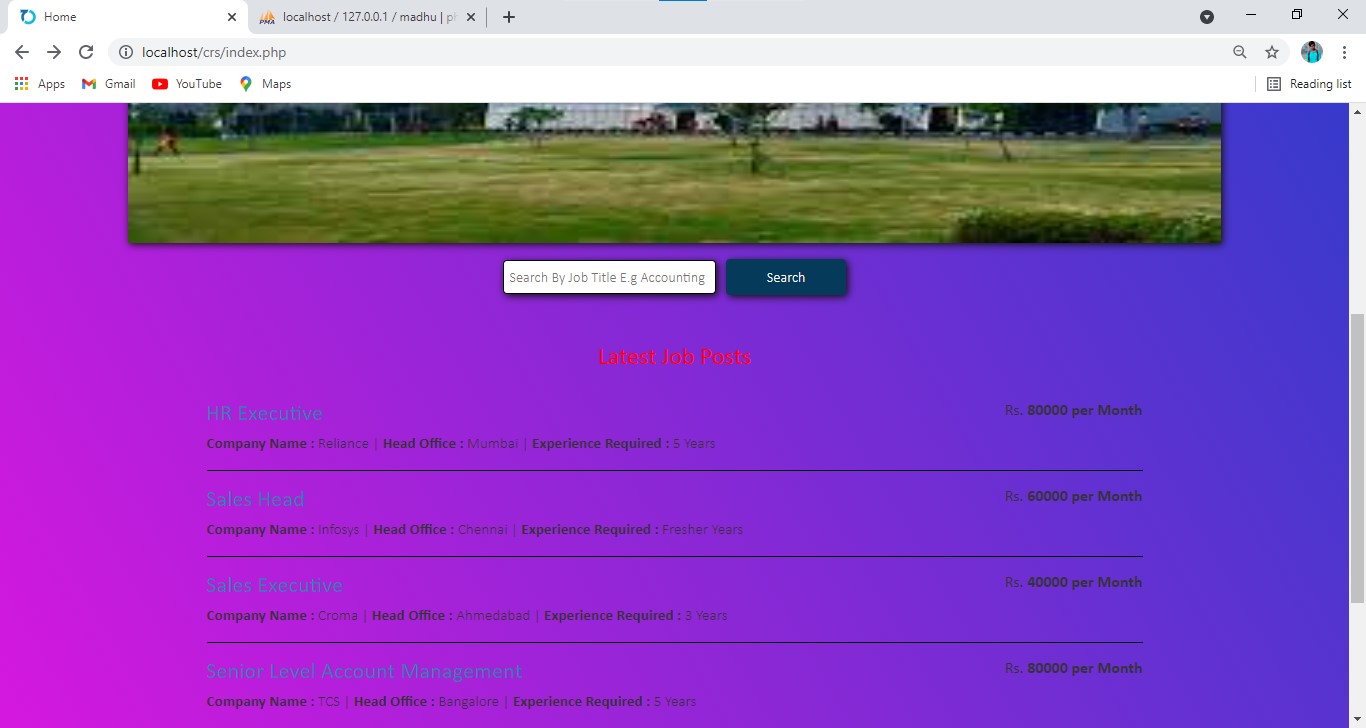 Home
localhost / 127.0.0.1 / madhu | ph
localhost/crs/index.php
Apps Gmail YouTube Maps Reading list
Search By Job Title E.g Accounting Search
Latest Job Posts
HR Executive Rs. 80000 per Month
Company Name : Reliance | Head Office : Mumbai | Experience Required : 5 Years
Sales Head Rs. 60000 per Month
Company Name : Infosys | Head Office : Chennai | Experience Required : Fresher Years
Sales Executive Rs. 40000 per Month
Company Name : Croma | Head Office : Ahmedabad | Experience Required : 3 Years
Senior Level Account Management Rs. 80000 per Month
Company Name : TCS | Head Office : Bangalore | Experience Required : 5 Years